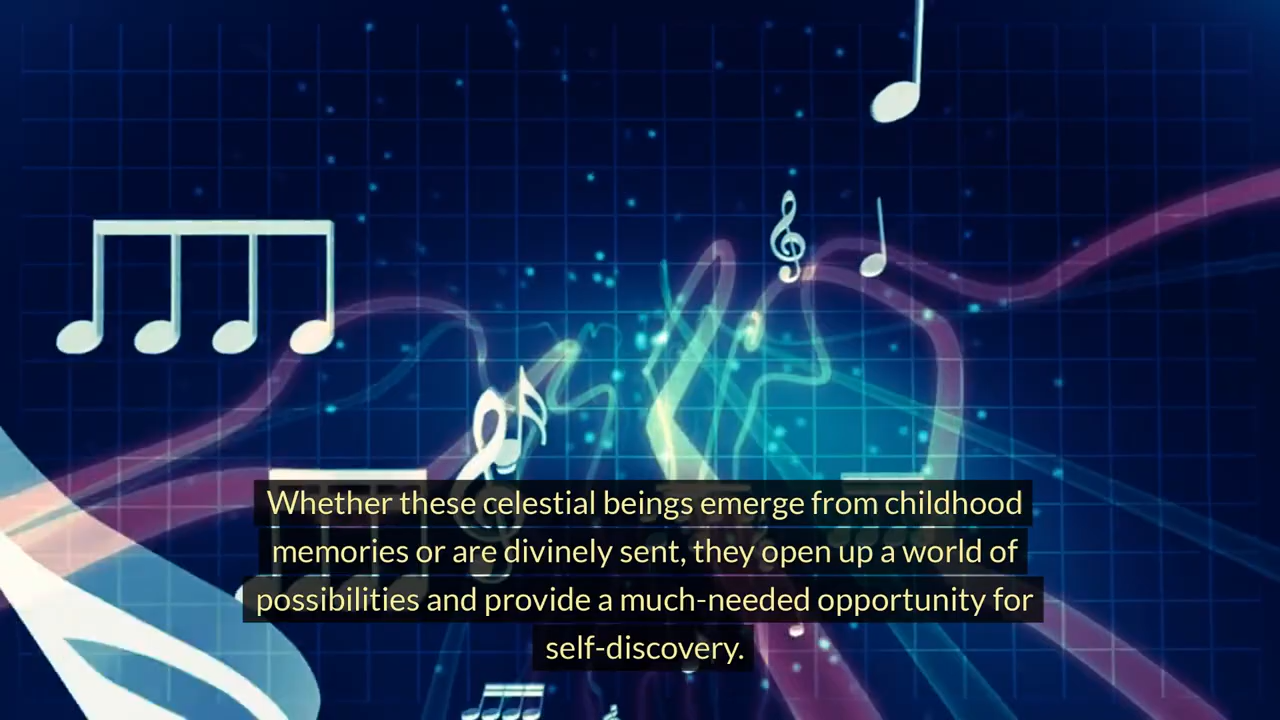 Whether these celestial beings emerge from childhood
memories or are divinely sent, they open up a world of
possibilities and provide a much-needed opportunity for
self-discovery.